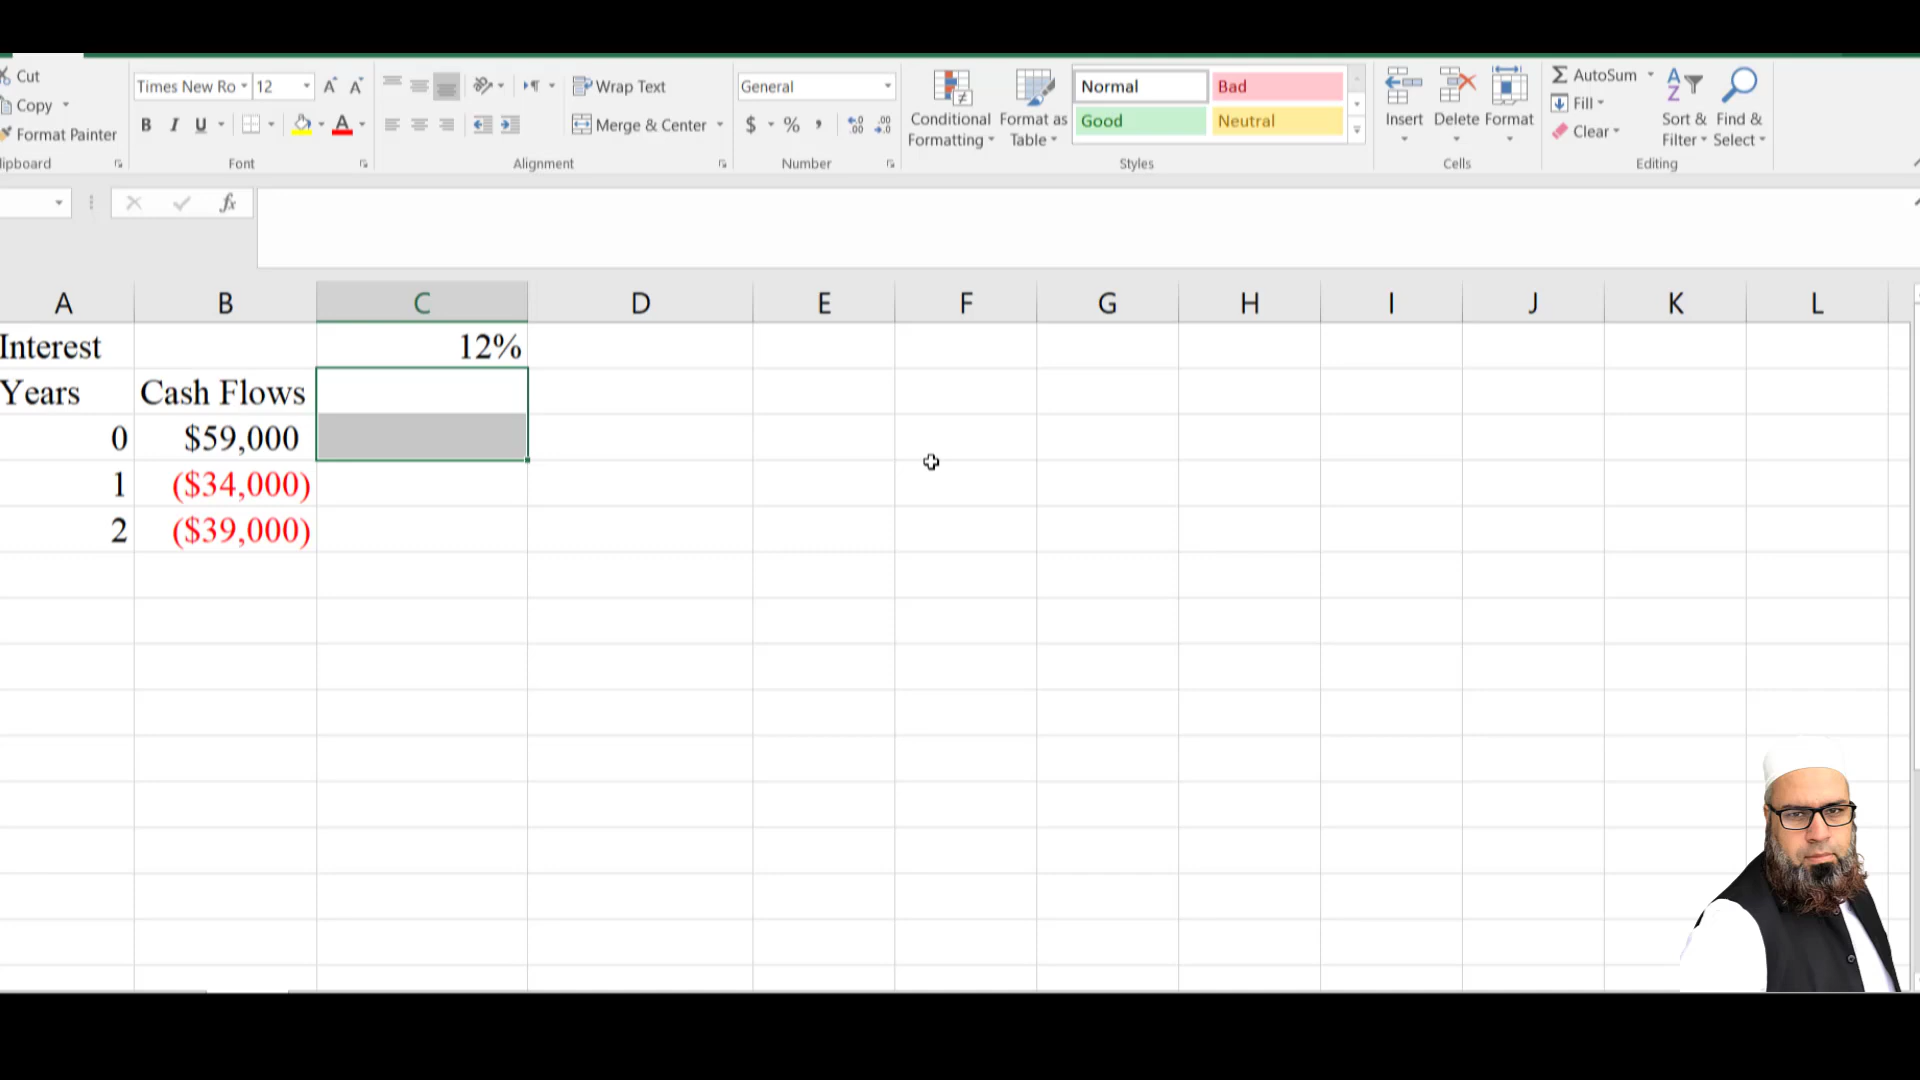 Cut
Copy
Format Painter
lipboard
Times New Ro
12
A A
B I U
A
Font
Wrap Text
Merge & Center
Alignment
General
$ % ,
Number
Conditional
Formatting
Format as
Table
Normal
Bad
Good
Neutral
Styles
Insert
Delete
Format
Cells
AutoSum
Fill
Clear
Sort &
Filter
Find &
Select
Editing
fx
A B C D E F G H I J K L
Interest 12%
Years Cash Flows
0 $59,000
1 ($34,000)
2 ($39,000)